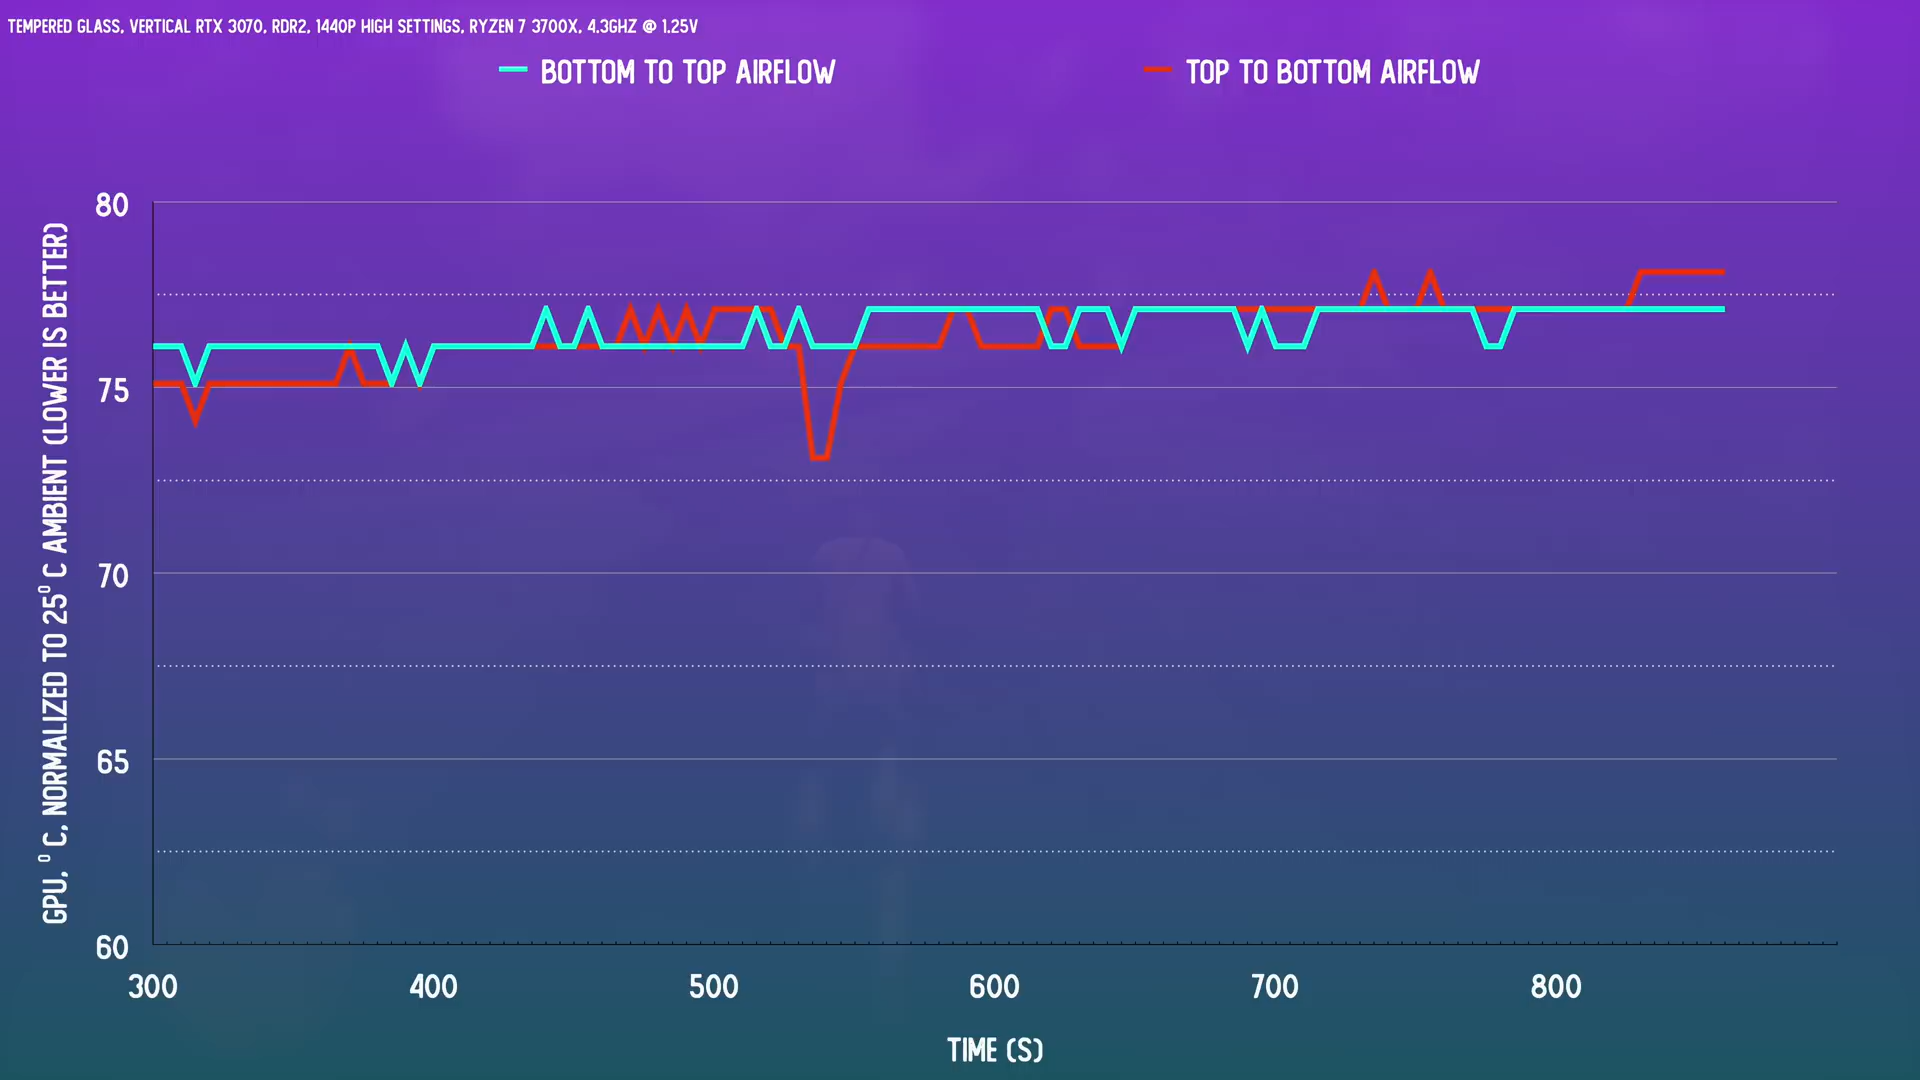 TEMPERED GLASS, VERTICAL RTX 3070, RDR2, 1440P HIGH SETTINGS, RYZEN 7 3700X, 4.3GHZ @ 1.25V
BOTTOM TO TOP AIRFLOW
TOP TO BOTTOM AIRFLOW
GPU, ⁰ C, NORMALIZED TO 25⁰ C AMBIENT (LOWER IS BETTER)
80
75
70
65
60
300
400
500
600
700
800
TIME (S)